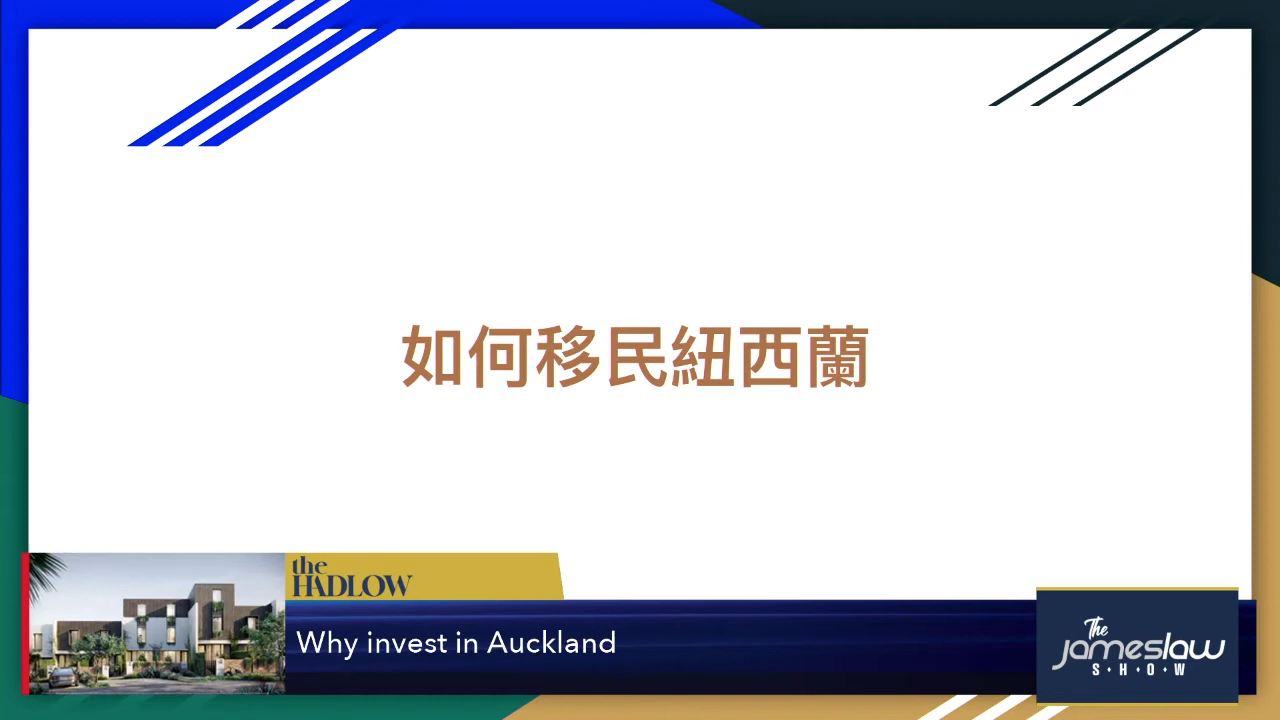 如何移民紐西蘭
the
HADLOW
Why invest in Auckland
The
jameslaw
S·H·O·W